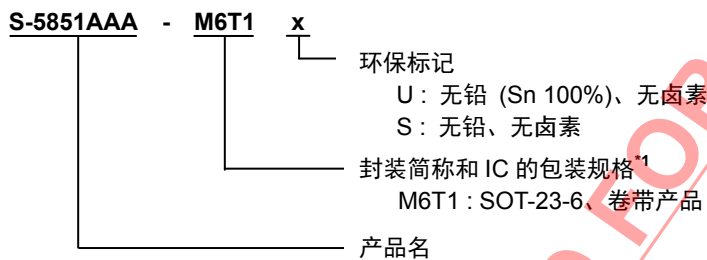 S-5851AAA - M6T1 x
环保标记
U : 无铅 (Sn 100%)、无卤素
S : 无铅、无卤素
封装简称和 IC 的包装规格*1
M6T1 : SOT-23-6、卷带产品
产品名
FOR